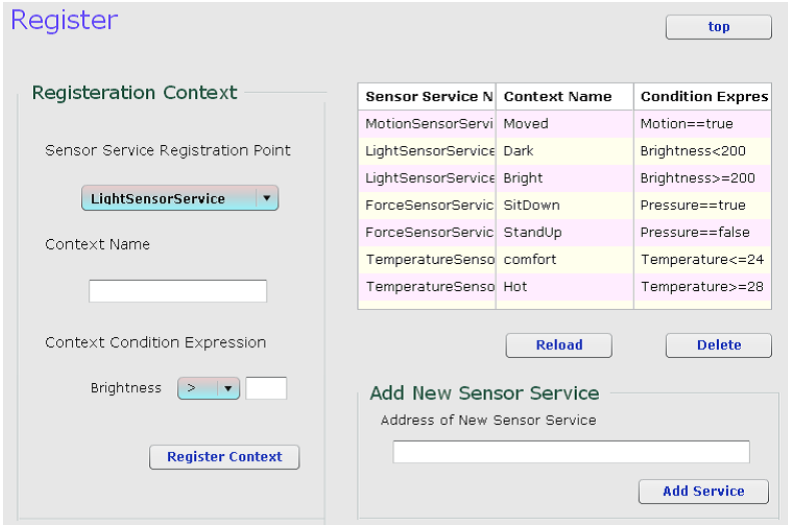 Register
top
Registeration Context
Sensor Service Registration Point
LightSensorService
Context Name
Context Condition Expression
Brightness >
Register Context
Sensor Service N Context Name Condition Expres
MotionSensorServi Moved Motion==true
LightSensorService Dark Brightness<200
LightSensorService Bright Brightness>=200
ForceSensorServic SitDown Pressure==true
ForceSensorServic StandUp Pressure==false
TemperatureSenso comfort Temperature<=24
TemperatureSenso Hot Temperature>=28
Reload Delete
Add New Sensor Service
Address of New Sensor Service
Add Service